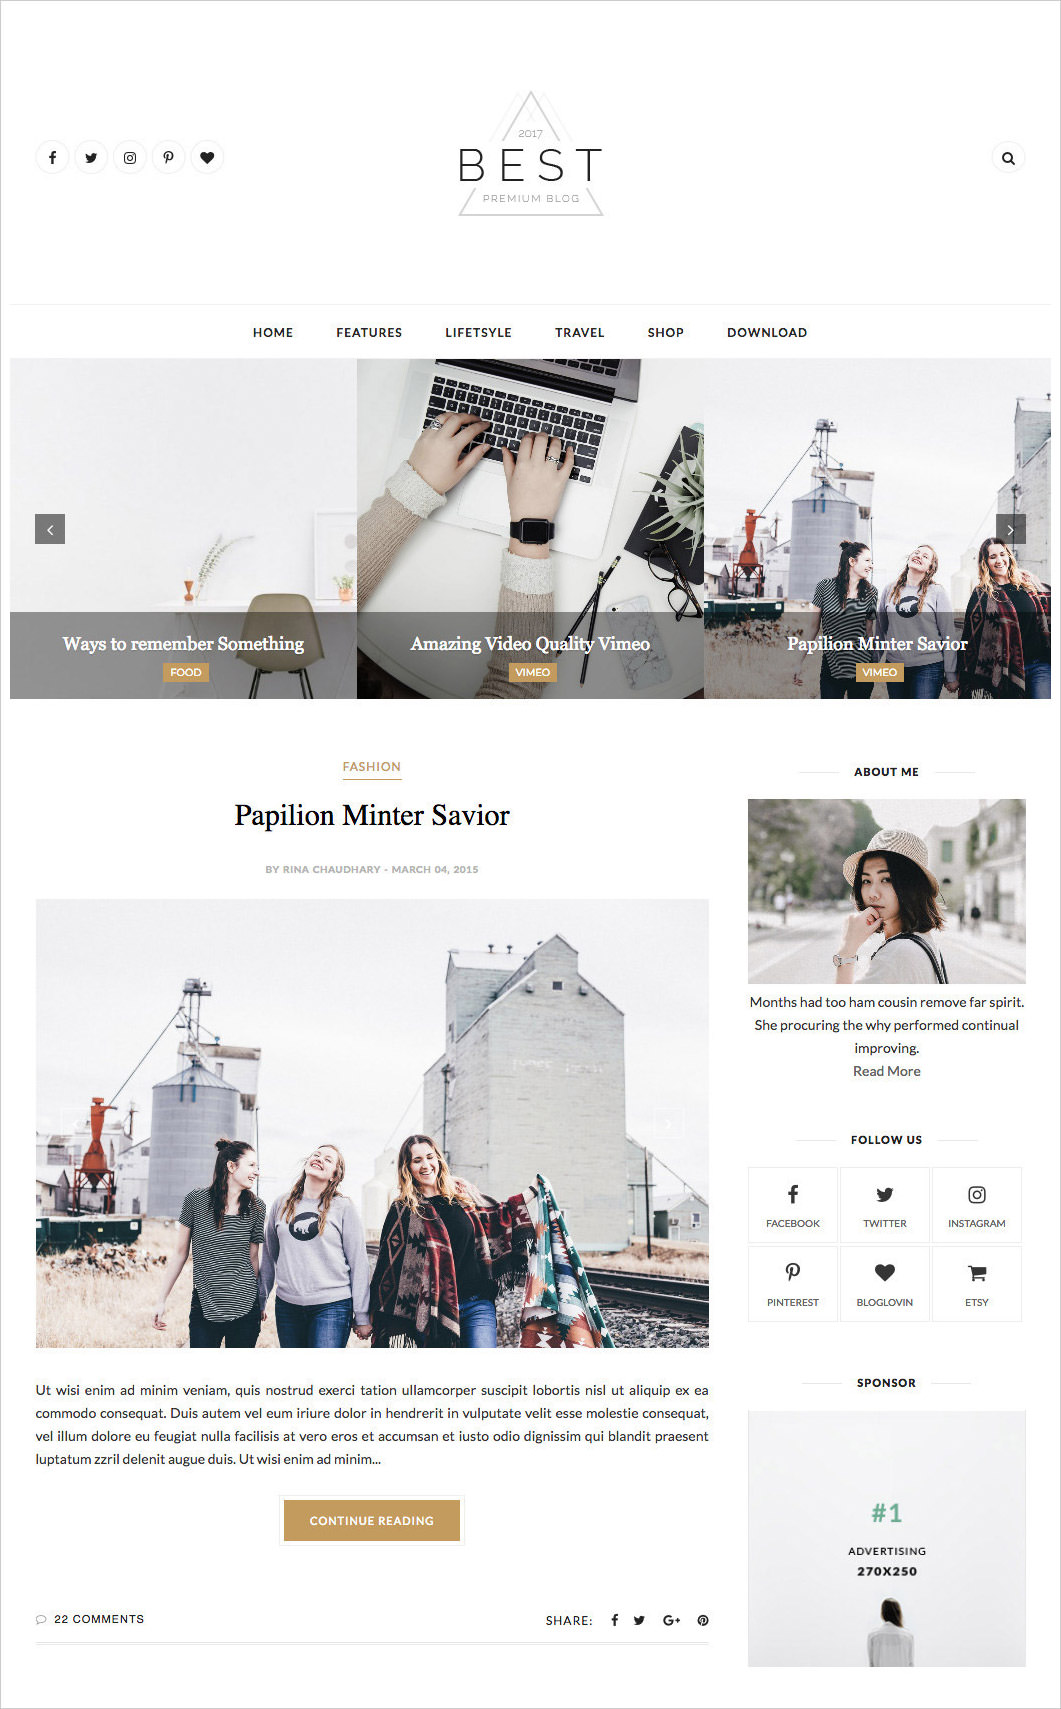 2017
BEST
PREMIUM BLOG
HOME FEATURES LIFETSYLE TRAVEL SHOP DOWNLOAD
Ways to remember Something
FOOD
Amazing Video Quality Vimeo
VIMEO
Papilion Minter Savior
VIMEO
FASHION
Papilion Minter Savior
BY RINA CHAUDHARY - MARCH 04, 2015
Ut wisi enim ad minim veniam, quis nostrud exerci tation ullamcorper suscipit lobortis nisl ut aliquip ex ea
commodo consequat. Duis autem vel eum iriure dolor in hendrerit in vulputate velit esse molestie consequat,
vel illum dolore eu feugiat nulla facilisis at vero eros et accumsan et iusto odio dignissim qui blandit praesent
luptatum zzril delenit augue duis. Ut wisi enim ad minim...
CONTINUE READING
22 COMMENTS
SHARE:
ABOUT ME
Months had too ham cousin remove far spirit.
She procuring the why performed continual
improving.
Read More
FOLLOW US
FACEBOOK TWITTER INSTAGRAM
PINTEREST BLOGLOVIN ETSY
SPONSOR
#1
ADVERTISING
270X250